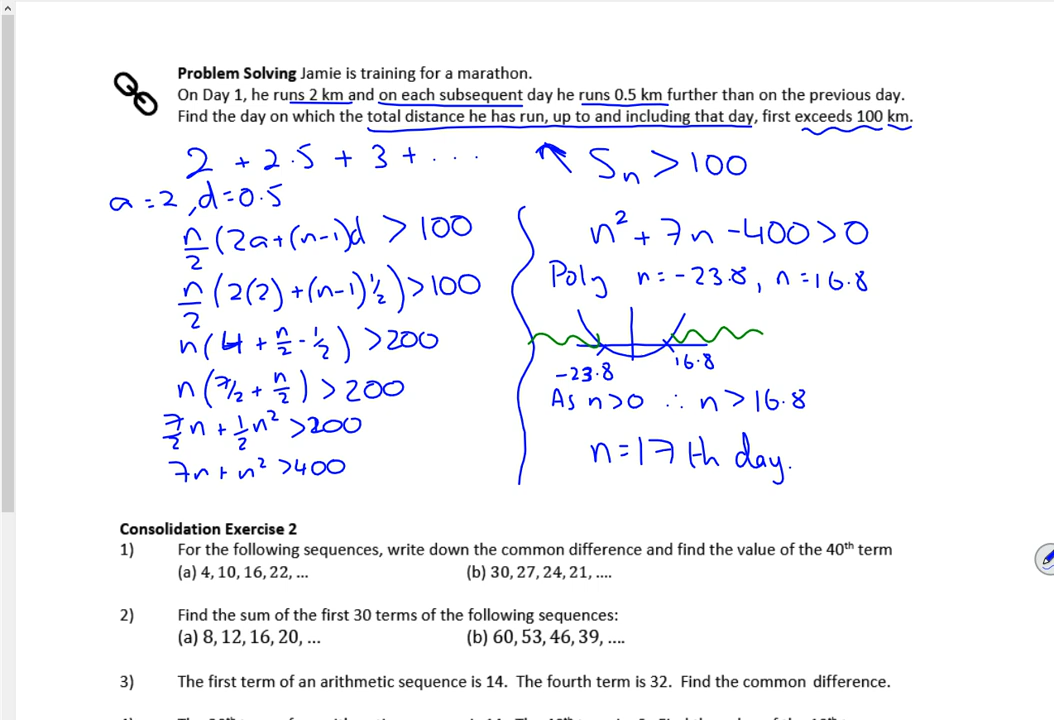 Problem Solving Jamie is training for a marathon.
On Day 1, he runs 2 km and on each subsequent day he runs 0.5 km further than on the previous day.
Find the day on which the total distance he has run, up to and including that day, first exceeds 100 km.
2 + 2.5 + 3 + ....
a = 2, d = 0.5
n/2 (2a + (n-1)d > 100
n/2 (2(2) + (n-1)½) > 100
n(4 + n/2 - ½) > 200
n(7/2 + n/2) > 200
7/2 n + ½n² > 200
7n + n² > 400
↑ Sₙ > 100
n² + 7n - 400 > 0
Poly n = -23.8, n = 16.8
-23.8 16.8
As n > 0 ∴ n > 16.8
n = 17th day.
Consolidation Exercise 2
1) For the following sequences, write down the common difference and find the value of the 40th term
(a) 4, 10, 16, 22, ... (b) 30, 27, 24, 21, ....
2) Find the sum of the first 30 terms of the following sequences:
(a) 8, 12, 16, 20, ... (b) 60, 53, 46, 39, ....
3) The first term of an arithmetic sequence is 14. The fourth term is 32. Find the common difference.